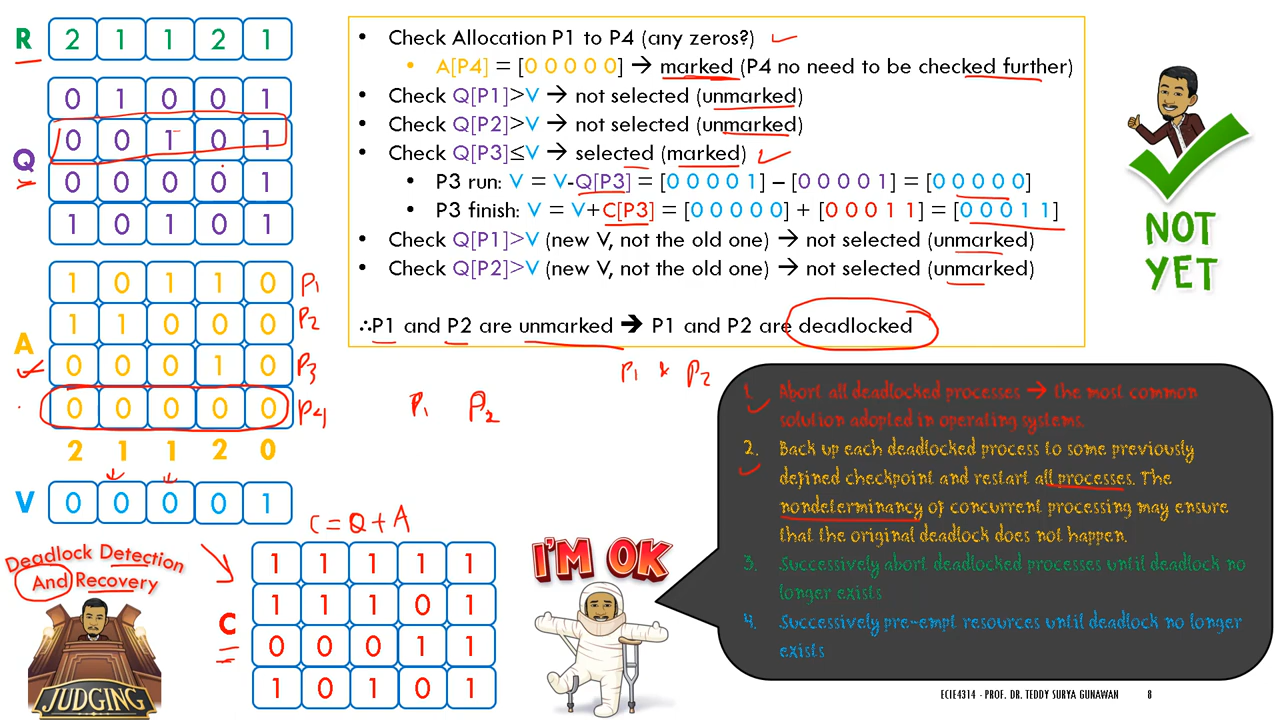 R 2 1 1 2 1
0 1 0 0 1
0 0 1 0 1
Q
0 0 0 0 1
1 0 1 0 1
1 0 1 1 0 P1
1 1 0 0 0 P2
A
0 0 0 1 0 P3
0 0 0 0 0 P4
2 1 1 2 0
V 0 0 0 0 1
• Check Allocation P1 to P4 (any zeros?)
• A[P4] = [0 0 0 0 0] → marked (P4 no need to be checked further)
• Check Q[P1]>V → not selected (unmarked)
• Check Q[P2]>V → not selected (unmarked)
• Check Q[P3]≤V → selected (marked)
• P3 run: V = V-Q[P3] = [0 0 0 0 1] – [0 0 0 0 1] = [0 0 0 0 0]
• P3 finish: V = V+C[P3] = [0 0 0 0 0] + [0 0 0 1 1] = [0 0 0 1 1]
• Check Q[P1]>V (new V, not the old one) → not selected (unmarked)
• Check Q[P2]>V (new V, not the old one) → not selected (unmarked)
∴P1 and P2 are unmarked → P1 and P2 are deadlocked
NOT
YET
P1 & P2
P1 P2
C=Q+A
1 1 1 1 1
1 1 1 0 1
C
0 0 0 1 1
1 0 1 0 1
Deadlock Detection
And Recovery
JUDGING
I'M OK
1. Abort all deadlocked processes → the most common
solution adopted in operating systems.
2. Back up each deadlocked process to some previously
defined checkpoint and restart all processes. The
nondeterminancy of concurrent processing may ensure
that the original deadlock does not happen.
3. Successively abort deadlocked processes until deadlock no
longer exists
4. Successively pre-empt resources until deadlock no longer
exists
ECIE4314 - PROF. DR. TEDDY SURYA GUNAWAN 8